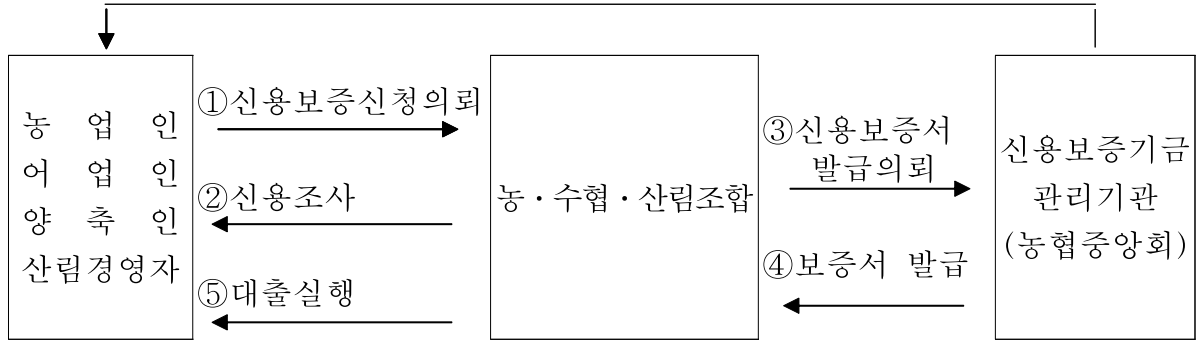 농 업 인
어 업 인
양 축 인
산림경영자
①신용보증신청의뢰
②신용조사
⑤대출실행
농·수협·산림조합
③신용보증서
발급의뢰
④보증서 발급
신용보증기금
관리기관
(농협중앙회)